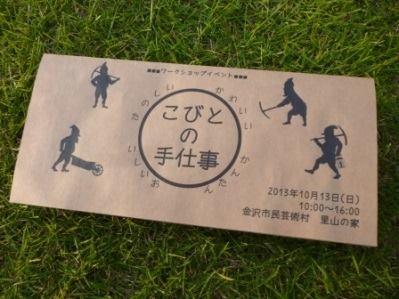 ■■■ワークショップイベント■■■
たのしい
かわいい
こびと
の
手仕事
おいしい
かんたん
2013年10月13日(日)
10:00〜16:00
金沢市民芸術村 里山の家